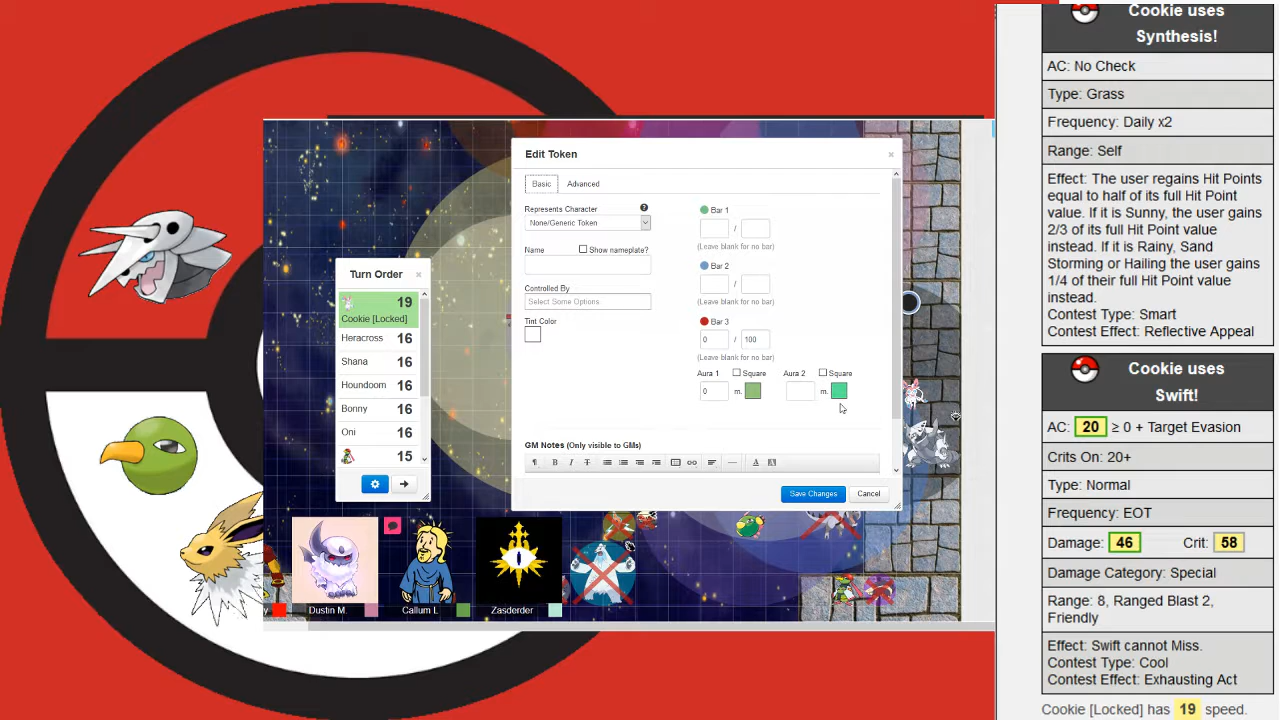 Edit Token
Basic
Advanced
Represents Character
None/Generic Token
Name
Show nameplate?
Controlled By
Select Some Options
Tint Color
Bar 1
/
(Leave blank for no bar)
Bar 2
/
(Leave blank for no bar)
Bar 3
0 / 100
(Leave blank for no bar)
Aura 1 Square Aura 2 Square
0 m. m.
GM Notes (Only visible to GMs)
Save Changes Cancel
Turn Order
19
Cookie [Locked]
Heracross 16
Shana 16
Houndoom 16
Bonny 16
Oni 16
15
Dustin M.
Callum L
Zasderder
Cookie uses
Synthesis!
AC: No Check
Type: Grass
Frequency: Daily x2
Range: Self
Effect: The user regains Hit Points
equal to half of its full Hit Point
value. If it is Sunny, the user gains
2/3 of its full Hit Point value
instead. If it is Rainy, Sand
Storming or Hailing the user gains
1/4 of their full Hit Point value
instead.
Contest Type: Smart
Contest Effect: Reflective Appeal
Cookie uses
Swift!
AC: 20 ≥ 0 + Target Evasion
Crits On: 20+
Type: Normal
Frequency: EOT
Damage: 46 Crit: 58
Damage Category: Special
Range: 8, Ranged Blast 2,
Friendly
Effect: Swift cannot Miss.
Contest Type: Cool
Contest Effect: Exhausting Act
Cookie [Locked] has 19 speed.